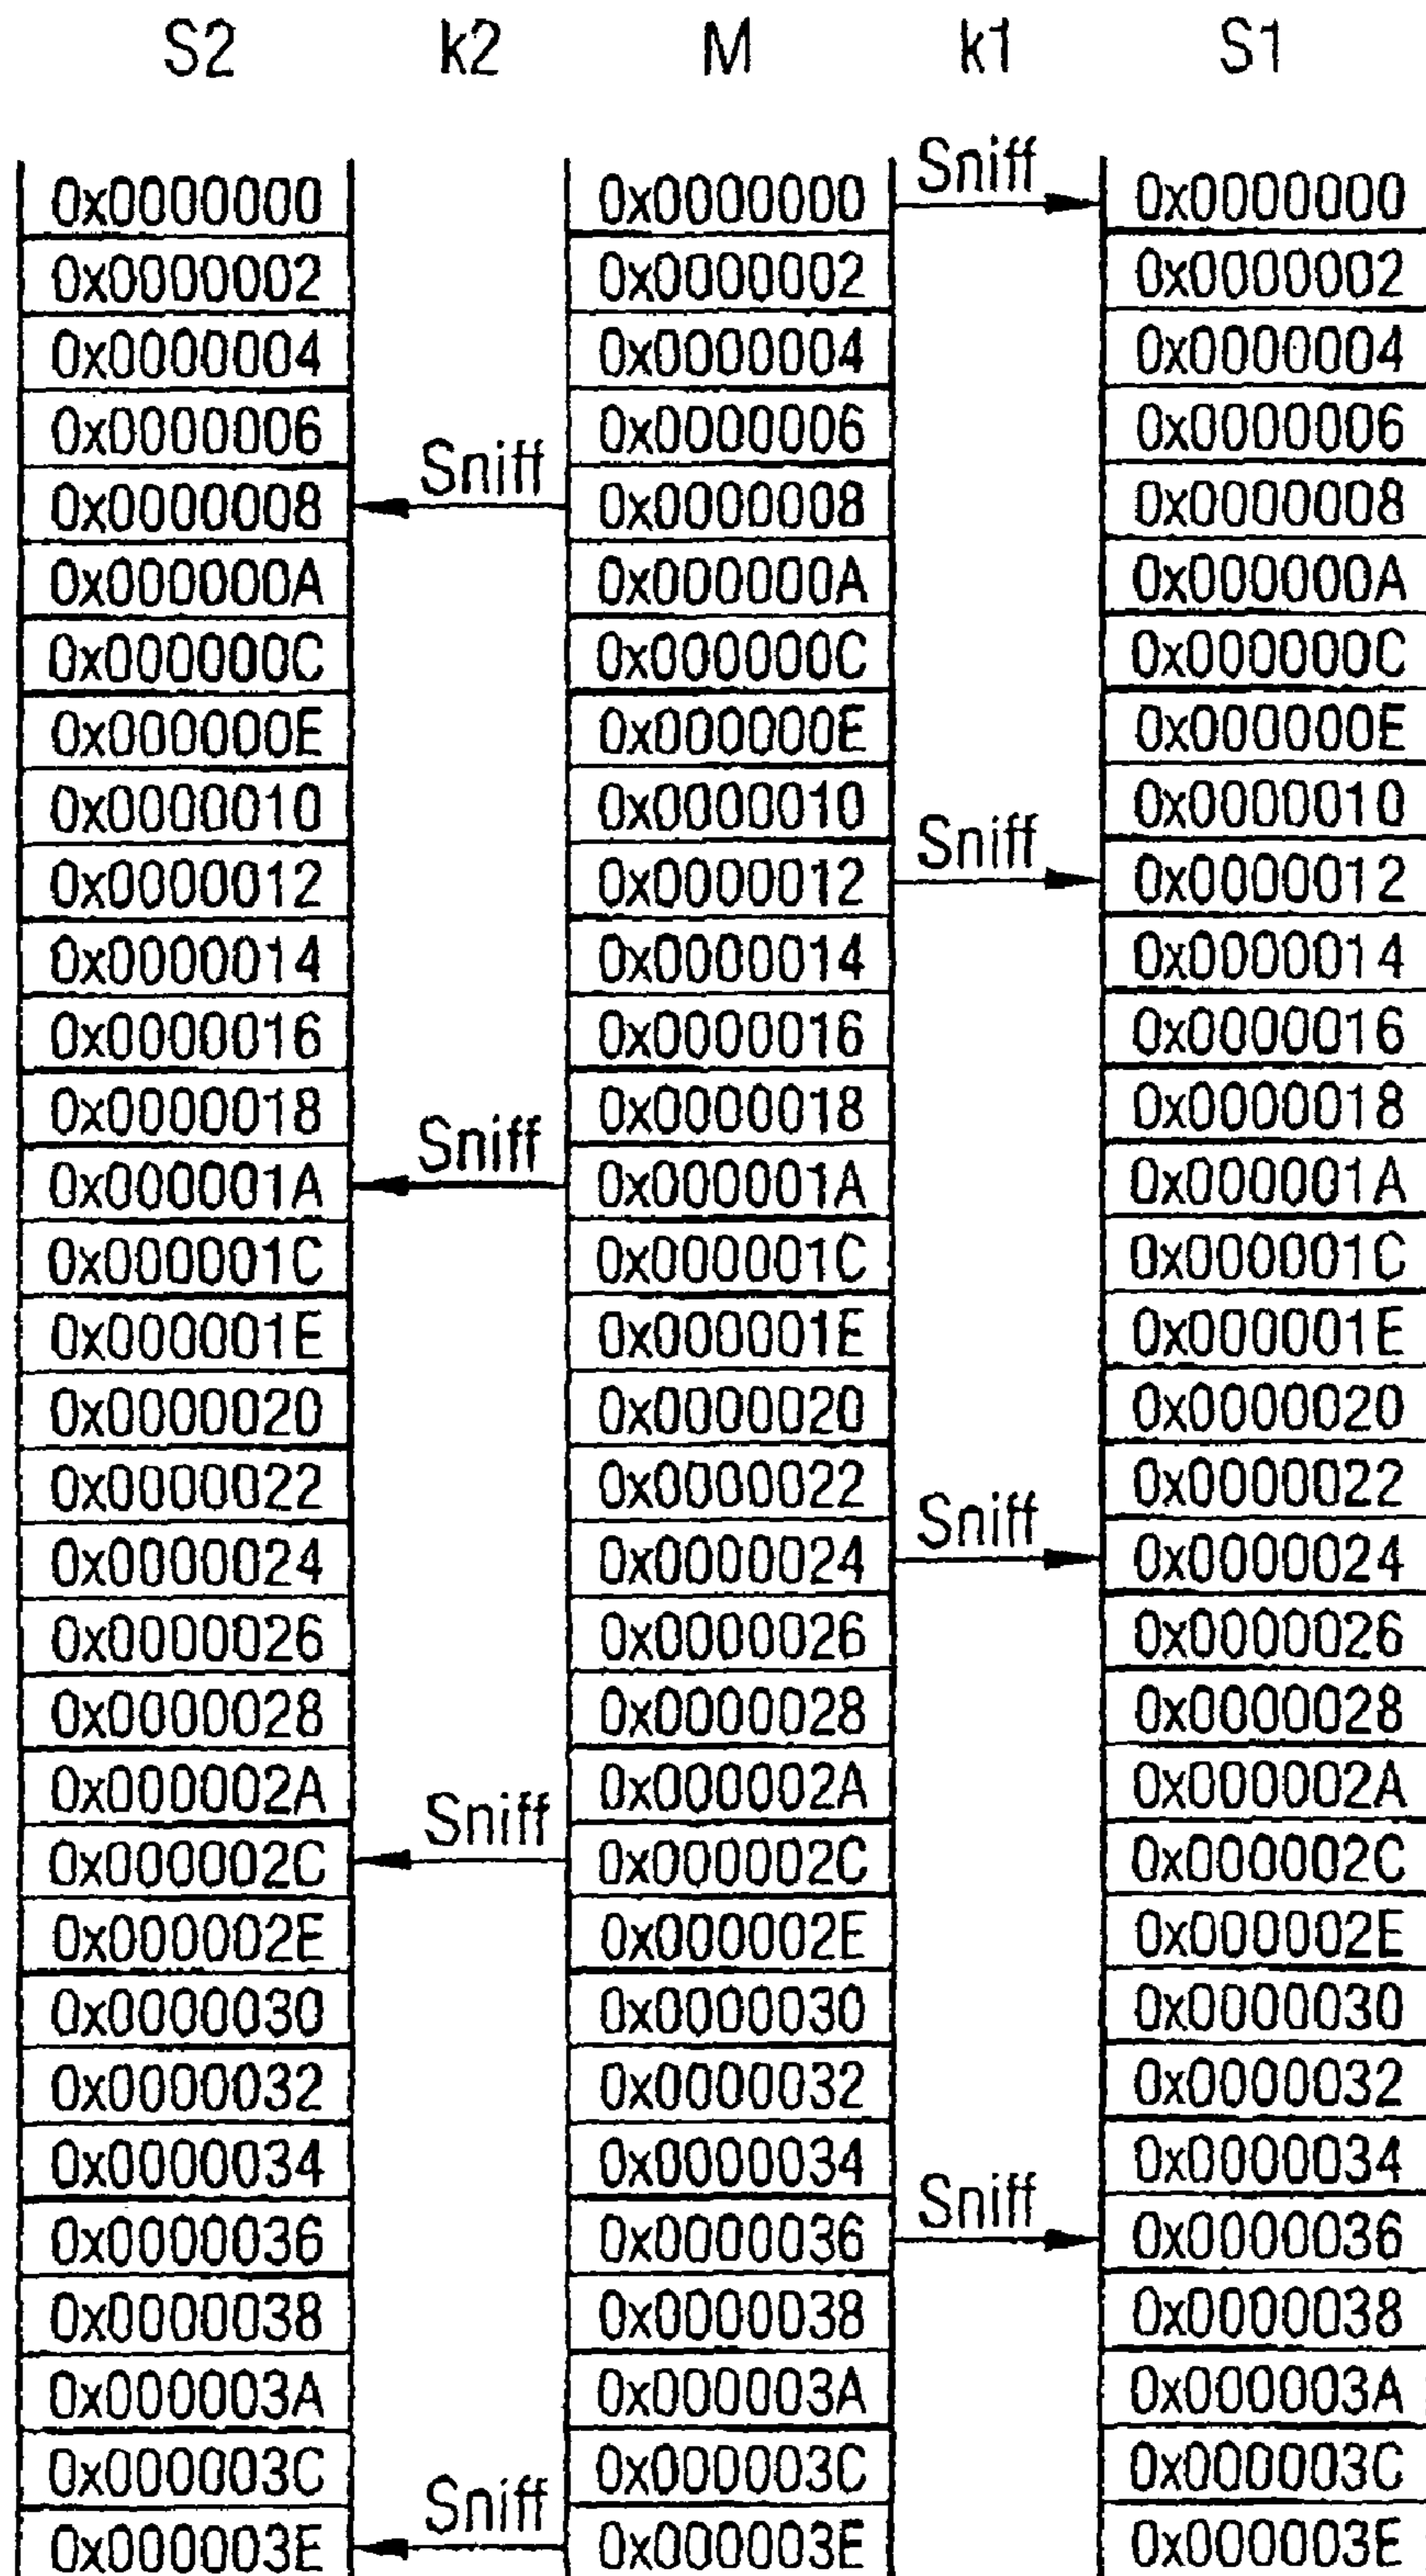 S2 k2 M k1 S1
Sniff
0x0000000 0x0000000 0x0000000
0x0000002 0x0000002 0x0000002
0x0000004 0x0000004 0x0000004
0x0000006 0x0000006 0x0000006
Sniff
0x0000008 0x0000008 0x0000008
0x000000A 0x000000A 0x000000A
0x000000C 0x000000C 0x000000C
0x000000E 0x000000E 0x000000E
0x0000010 0x0000010 0x0000010
Sniff
0x0000012 0x0000012 0x0000012
0x0000014 0x0000014 0x0000014
0x0000016 0x0000016 0x0000016
0x0000018 0x0000018 0x0000018
Sniff
0x000001A 0x000001A 0x000001A
0x000001C 0x000001C 0x000001C
0x000001E 0x000001E 0x000001E
0x0000020 0x0000020 0x0000020
0x0000022 0x0000022 0x0000022
Sniff
0x0000024 0x0000024 0x0000024
0x0000026 0x0000026 0x0000026
0x0000028 0x0000028 0x0000028
0x000002A 0x000002A 0x000002A
Sniff
0x000002C 0x000002C 0x000002C
0x000002E 0x000002E 0x000002E
0x0000030 0x0000030 0x0000030
0x0000032 0x0000032 0x0000032
0x0000034 0x0000034 0x0000034
Sniff
0x0000036 0x0000036 0x0000036
0x0000038 0x0000038 0x0000038
0x000003A 0x000003A 0x000003A
0x000003C 0x000003C 0x000003C
Sniff
0x000003E 0x000003E 0x000003E